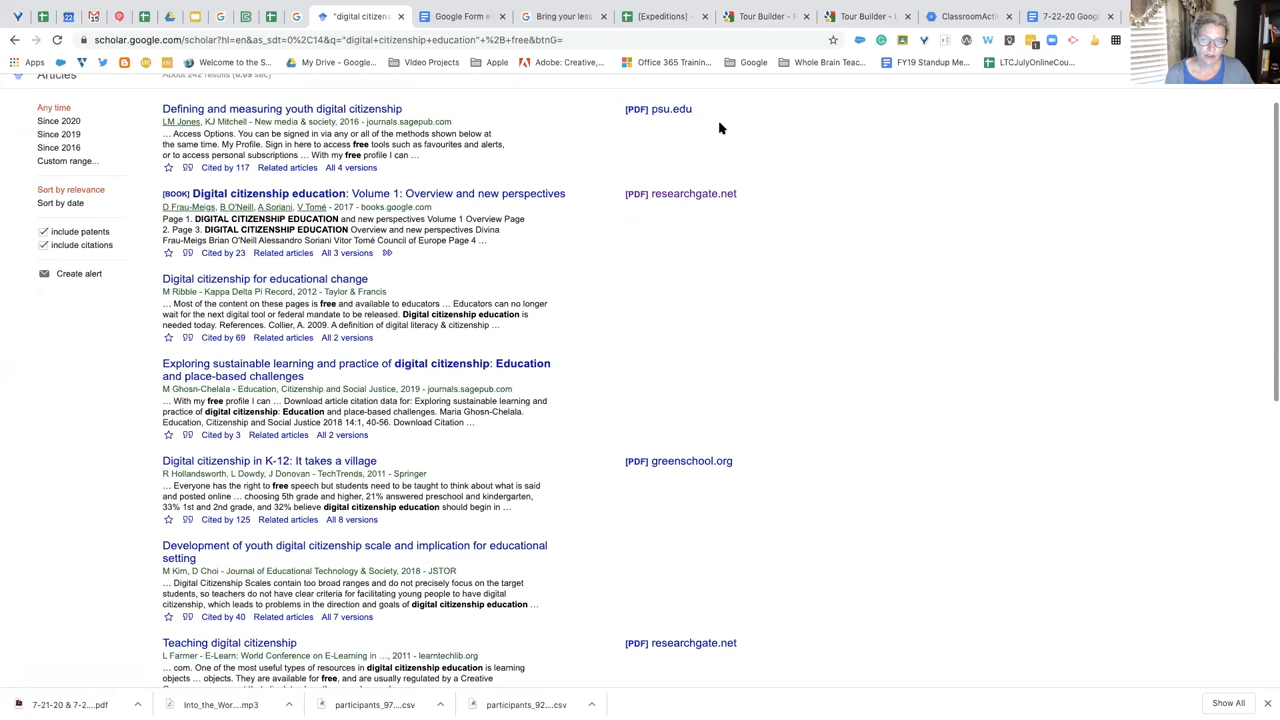 "digital citizens
Google Form e
Bring your less
[Expeditions]
Tour Builder - F
Tour Builder - L
ClassroomActi
7-22-20 Googl
scholar.google.com/scholar?hl=en&as_sdt=0%2C14&q="digital+citizenship+education"+%2B+free&btnG=
Apps
Welcome to the S...
My Drive - Google...
Video Projects
Apple
Adobe: Creative,...
Office 365 Trainin...
Google
Whole Brain Teac...
FY19 Standup Me...
LTCJulyOnlineCou...
Articles
About 242 results (0.09 sec)
Any time
Since 2020
Since 2019
Since 2016
Custom range...
Sort by relevance
Sort by date
include patents
include citations
Create alert
Defining and measuring youth digital citizenship
[PDF] psu.edu
LM Jones, KJ Mitchell - New media & society, 2016 - journals.sagepub.com
... Access Options. You can be signed in via any or all of the methods shown below at
the same time. My Profile. Sign in here to access free tools such as favourites and alerts,
or to access personal subscriptions ... With my free profile I can ...
Cited by 117 Related articles All 4 versions
[BOOK] Digital citizenship education: Volume 1: Overview and new perspectives
[PDF] researchgate.net
D Frau-Meigs, B O'Neill, A Soriani, V Tomé - 2017 - books.google.com
Page 1. DIGITAL CITIZENSHIP EDUCATION and new perspectives Volume 1 Overview Page
2. Page 3. DIGITAL CITIZENSHIP EDUCATION Overview and new perspectives Divina
Frau-Meigs Brian O'Neill Alessandro Soriani Vitor Tomé Council of Europe Page 4 ...
Cited by 23 Related articles All 3 versions
Digital citizenship for educational change
M Ribble - Kappa Delta Pi Record, 2012 - Taylor & Francis
... Most of the content on these pages is free and available to educators ... Educators can no longer
wait for the next digital tool or federal mandate to be released. Digital citizenship education is
needed today. References. Collier, A. 2009. A definition of digital literacy & citizenship ...
Cited by 69 Related articles All 2 versions
Exploring sustainable learning and practice of digital citizenship: Education
and place-based challenges
M Ghosn-Chelala - Education, Citizenship and Social Justice, 2019 - journals.sagepub.com
... With my free profile I can ... Download article citation data for: Exploring sustainable learning and
practice of digital citizenship: Education and place-based challenges. Maria Ghosn-Chelala.
Education, Citizenship and Social Justice 2018 14:1, 40-56. Download Citation ...
Cited by 3 Related articles All 2 versions
Digital citizenship in K-12: It takes a village
[PDF] greenschool.org
R Hollandsworth, L Dowdy, J Donovan - TechTrends, 2011 - Springer
... Everyone has the right to free speech but students need to be taught to think about what is said
and posted online ... choosing 5th grade and higher, 21% answered preschool and kindergarten,
33% 1st and 2nd grade, and 32% believe digital citizenship education should begin in ...
Cited by 125 Related articles All 8 versions
Development of youth digital citizenship scale and implication for educational
setting
M Kim, D Choi - Journal of Educational Technology & Society, 2018 - JSTOR
... Digital Citizenship Scales contain too broad ranges and do not precisely focus on the target
students, so teachers do not have clear criteria for facilitating young people to have digital
citizenship, which leads to problems in the direction and goals of digital citizenship education ...
Cited by 40 Related articles All 7 versions
Teaching digital citizenship
[PDF] researchgate.net
L Farmer - E-Learn: World Conference on E-Learning in ..., 2011 - learntechlib.org
... com. One of the most useful types of resources in digital citizenship education is learning
objects ... objects. They are available for free, and are usually regulated by a Creative
7-21-20 & 7-2....pdf
Into_the_Wor....mp3
participants_97....csv
participants_92....csv
Show All